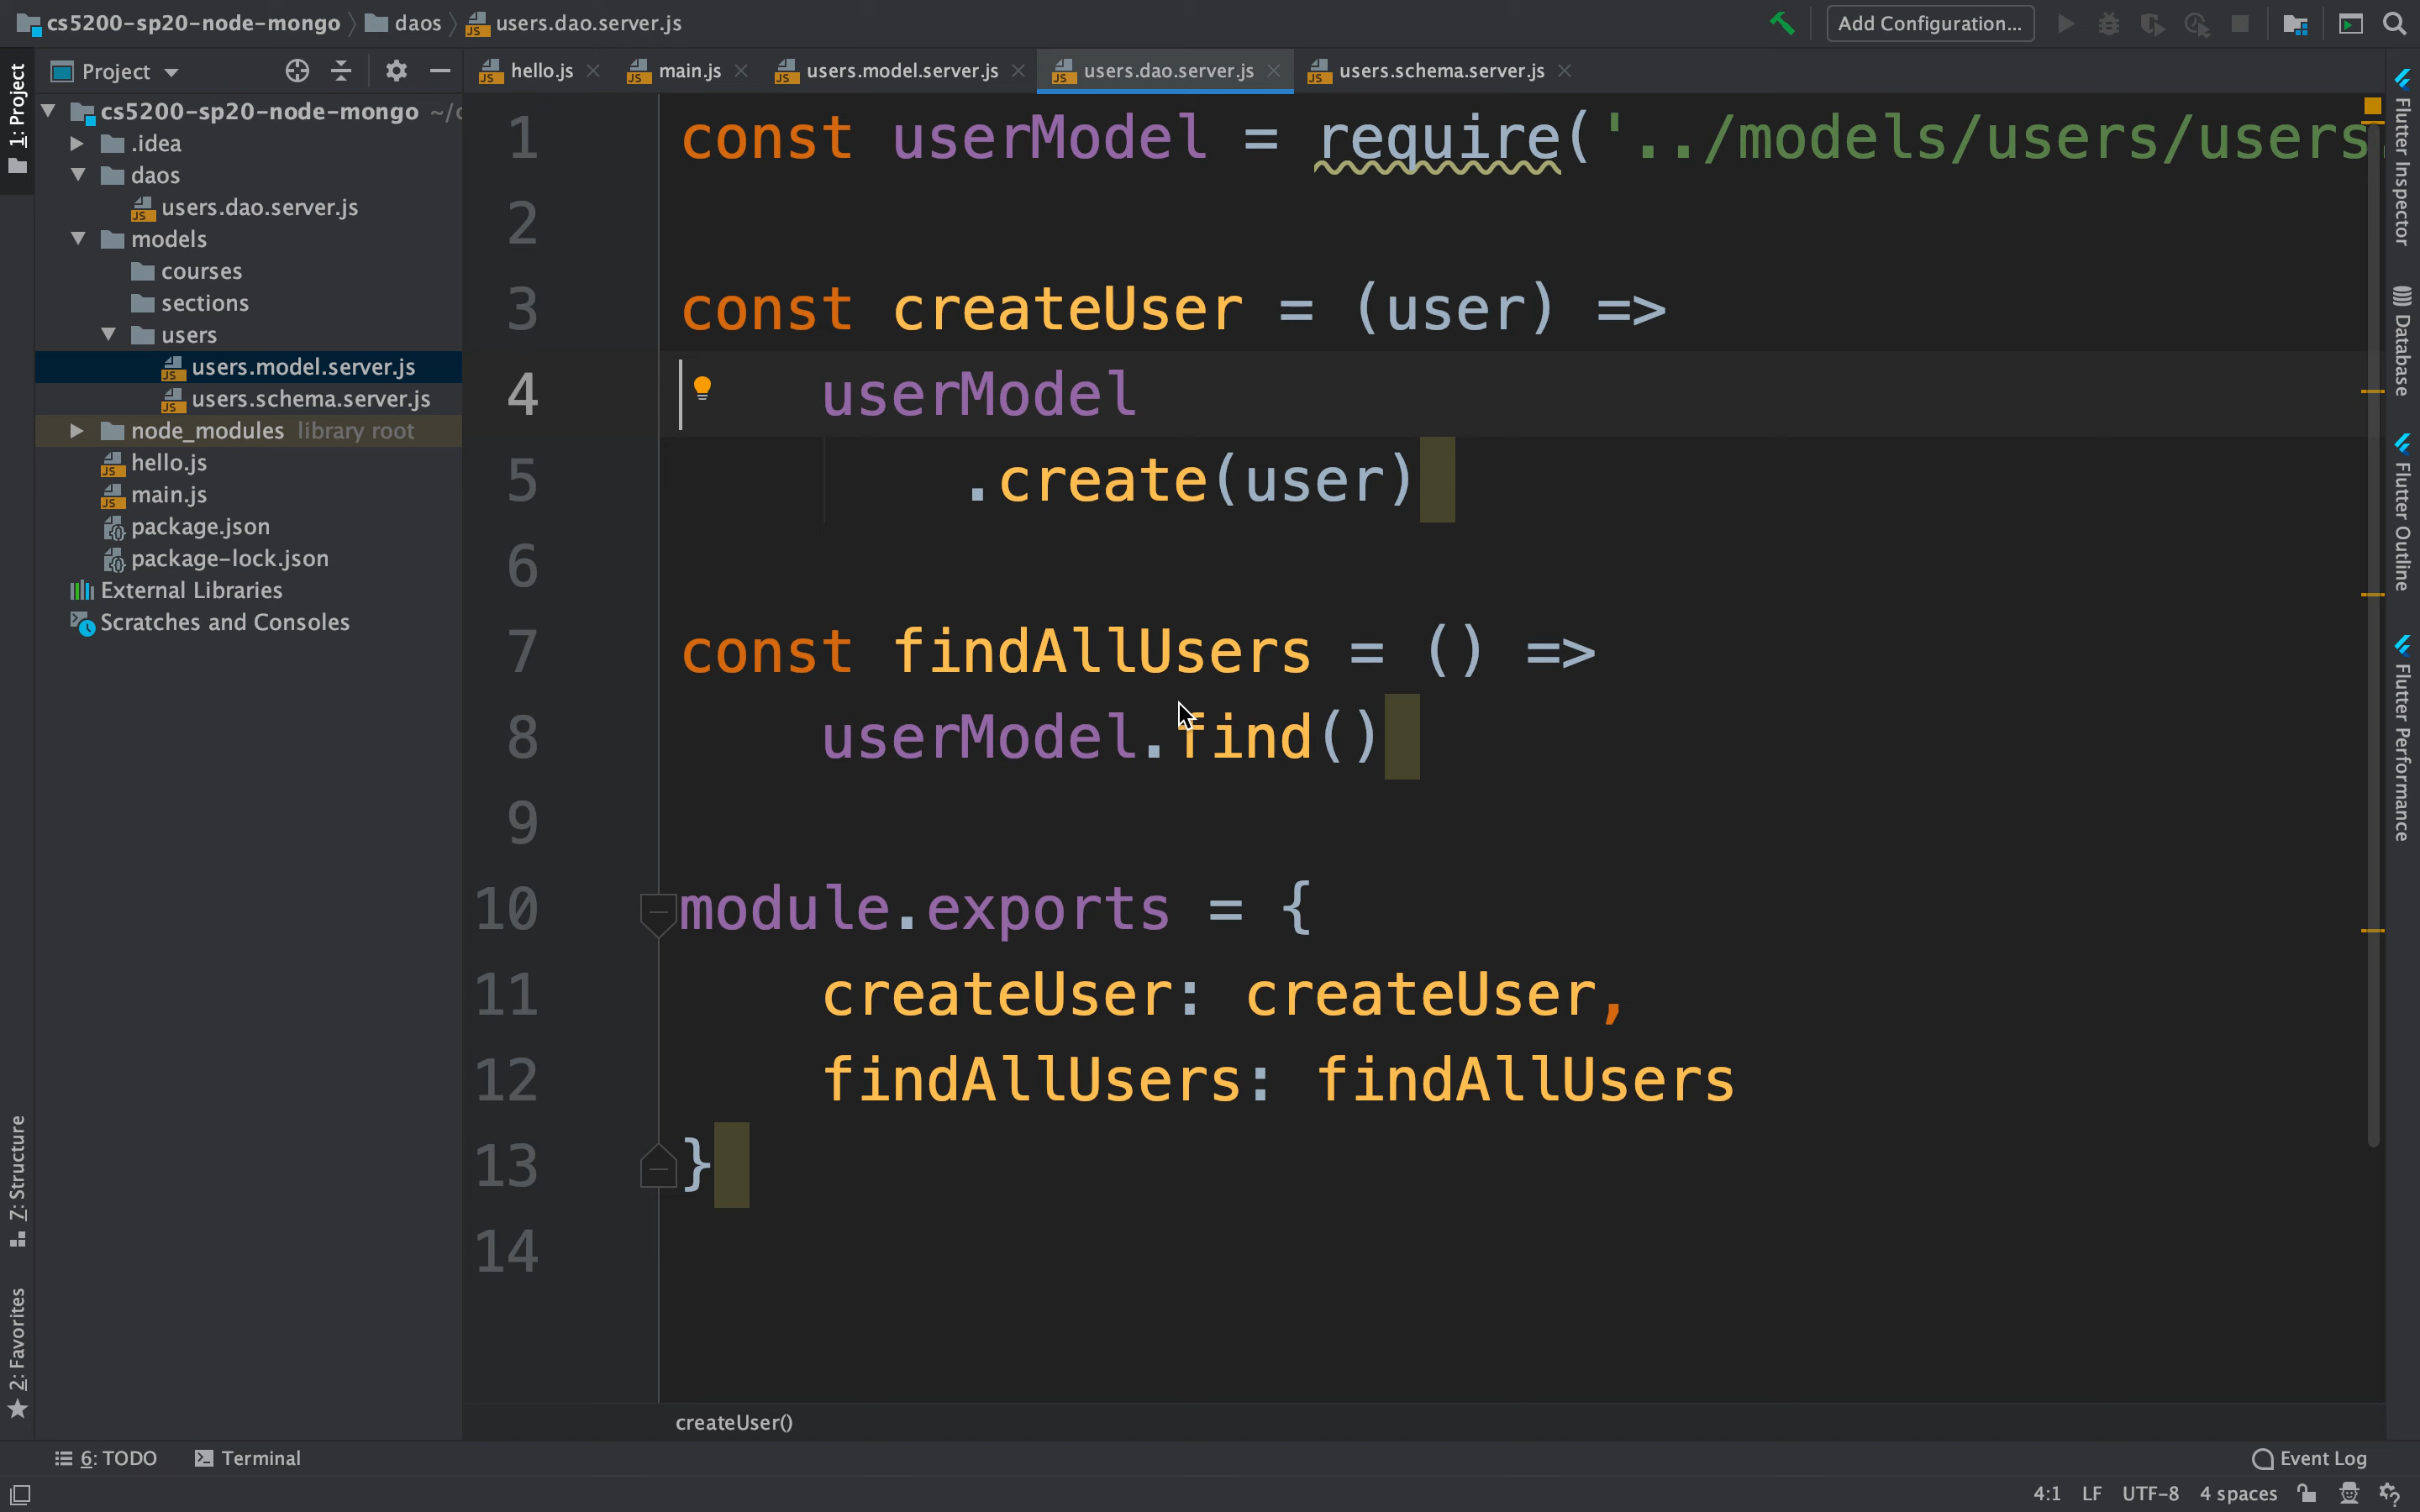 cs5200-sp20-node-mongo daos users.dao.server.js
Add Configuration...
Project
hello.js main.js users.model.server.js users.dao.server.js users.schema.server.js
1: Project
cs5200-sp20-node-mongo ~/c
.idea
daos
users.dao.server.js
models
courses
sections
users
users.model.server.js
users.schema.server.js
node_modules library root
hello.js
main.js
package.json
package-lock.json
External Libraries
Scratches and Consoles
Z: Structure
2: Favorites
1 const userModel = require('../models/users/users
2
3 const createUser = (user) =>
4 userModel
5 .create(user)
6
7 const findAllUsers = () =>
8 userModel.find()
9
10 module.exports = {
11 createUser: createUser,
12 findAllUsers: findAllUsers
13 }
14
createUser()
Flutter Inspector
Database
Flutter Outline
Flutter Performance
6: TODO Terminal
Event Log
4:1 LF UTF-8 4 spaces